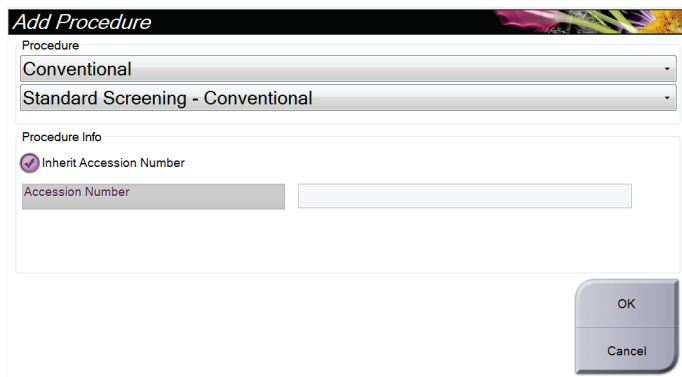 Add Procedure
Procedure
Conventional
Standard Screening - Conventional
Procedure Info
Inherit Accession Number
Accession Number
OK
Cancel